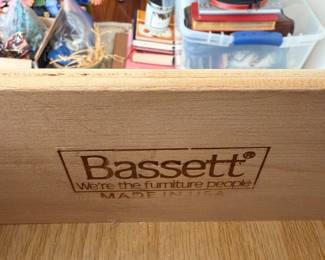 Bassett®
We're the furniture people
MADE IN USA